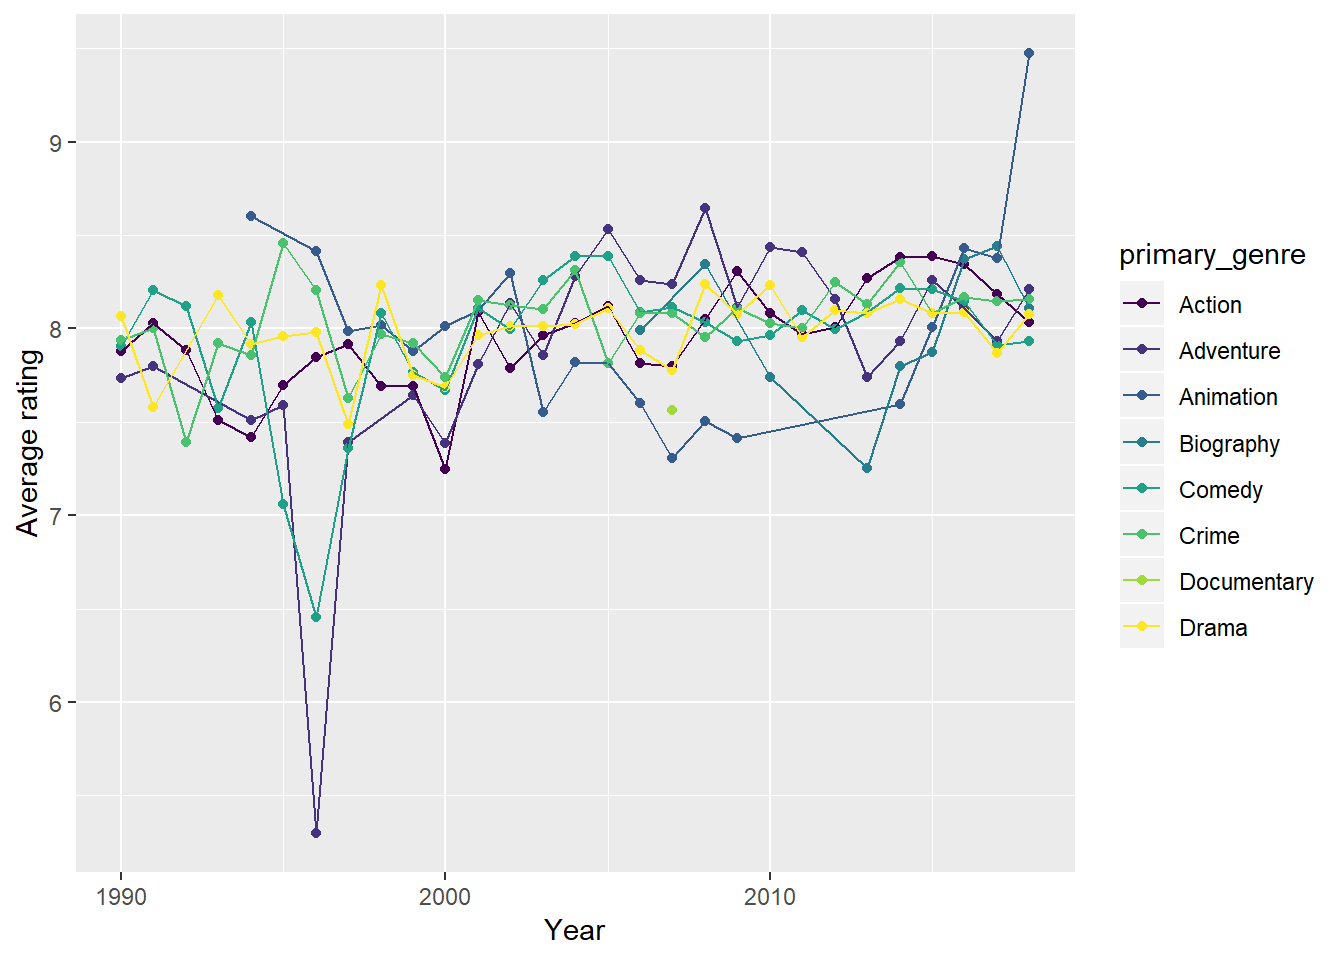 9
8
7
6
Average rating
1990
2000
2010
Year
primary_genre
Action
Adventure
Animation
Biography
Comedy
Crime
Documentary
Drama